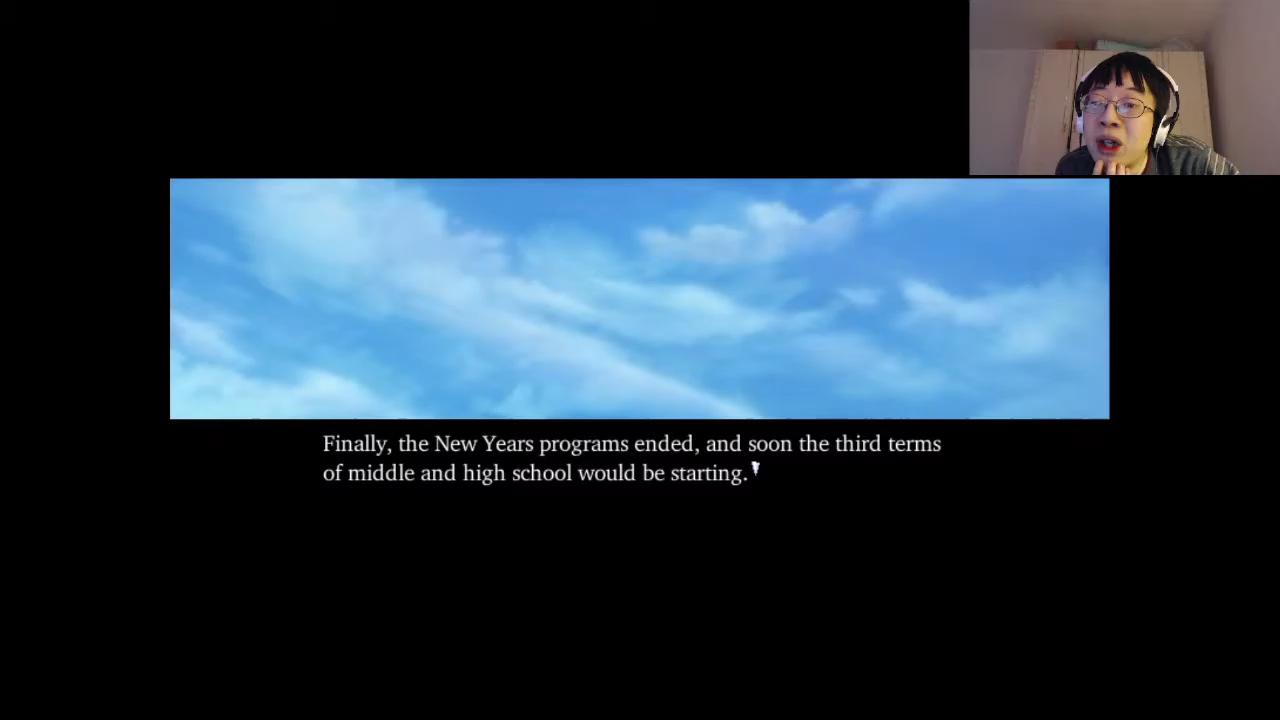 Finally, the New Years programs ended, and soon the third terms
of middle and high school would be starting.